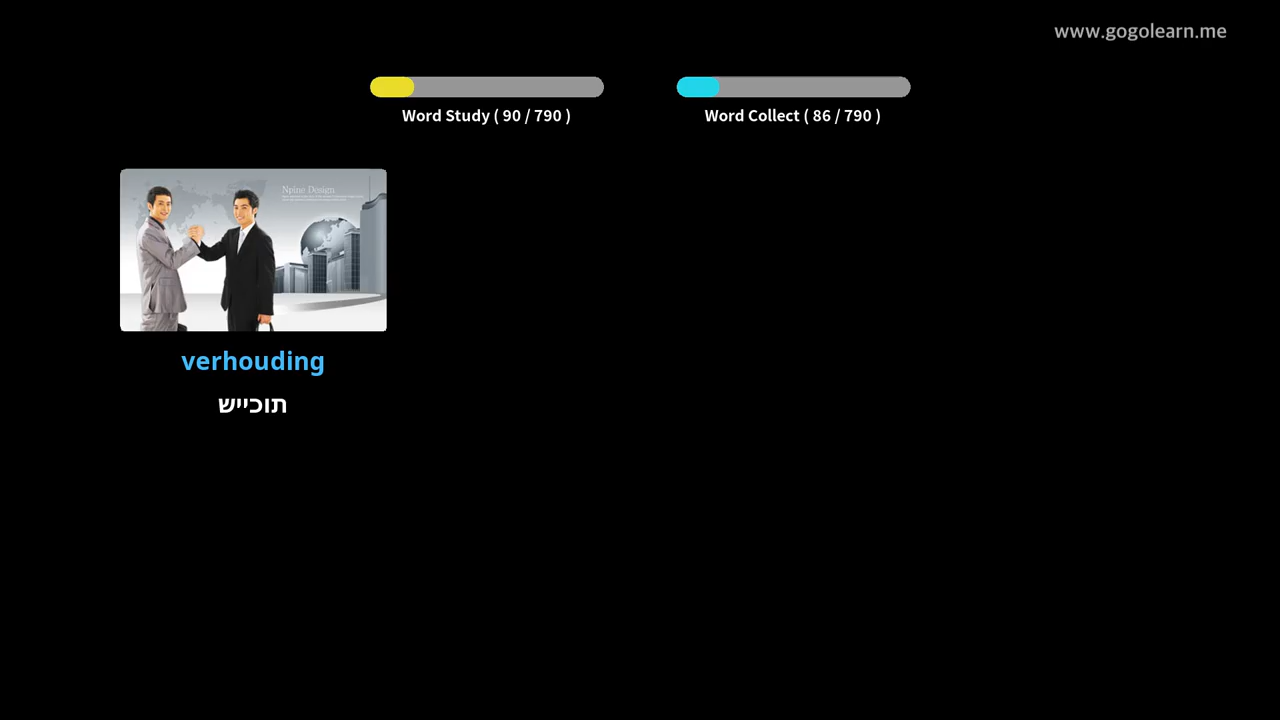 www.gogolearn.me
Word Study ( 90 / 790 )
Word Collect ( 86 / 790 )
Npine Design
verhouding
תוכייש